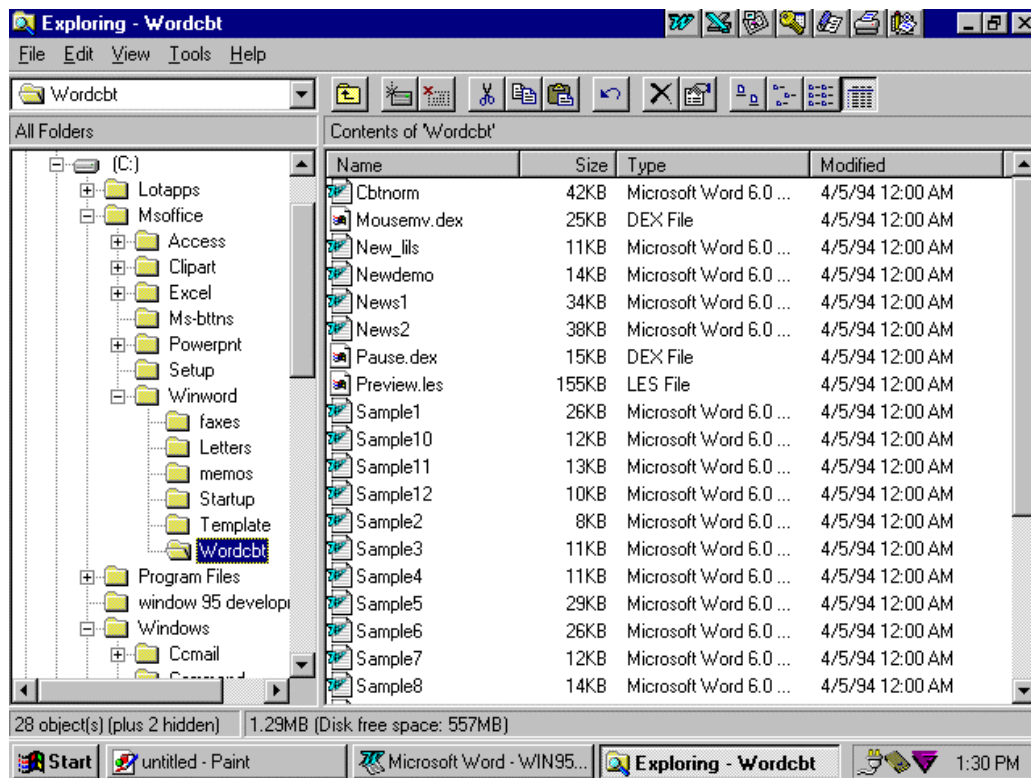 Exploring - Wordcbt
File Edit View Tools Help
Wordcbt
All Folders
Contents of 'Wordcbt'
(C:)
Lotapps
Msoffice
Access
Clipart
Excel
Ms-bttns
Powerpnt
Setup
Winword
faxes
Letters
memos
Startup
Template
Wordcbt
Program Files
window 95 develop
Windows
Ccmail
Name Size Type Modified
Cbtnorm 42KB Microsoft Word 6.0 ... 4/5/94 12:00 AM
Mousemv.dex 25KB DEX File 4/5/94 12:00 AM
New_lils 11KB Microsoft Word 6.0 ... 4/5/94 12:00 AM
Newdemo 14KB Microsoft Word 6.0 ... 4/5/94 12:00 AM
News1 34KB Microsoft Word 6.0 ... 4/5/94 12:00 AM
News2 38KB Microsoft Word 6.0 ... 4/5/94 12:00 AM
Pause.dex 15KB DEX File 4/5/94 12:00 AM
Preview.les 155KB LES File 4/5/94 12:00 AM
Sample1 26KB Microsoft Word 6.0 ... 4/5/94 12:00 AM
Sample10 12KB Microsoft Word 6.0 ... 4/5/94 12:00 AM
Sample11 13KB Microsoft Word 6.0 ... 4/5/94 12:00 AM
Sample12 10KB Microsoft Word 6.0 ... 4/5/94 12:00 AM
Sample2 8KB Microsoft Word 6.0 ... 4/5/94 12:00 AM
Sample3 11KB Microsoft Word 6.0 ... 4/5/94 12:00 AM
Sample4 11KB Microsoft Word 6.0 ... 4/5/94 12:00 AM
Sample5 29KB Microsoft Word 6.0 ... 4/5/94 12:00 AM
Sample6 26KB Microsoft Word 6.0 ... 4/5/94 12:00 AM
Sample7 12KB Microsoft Word 6.0 ... 4/5/94 12:00 AM
Sample8 14KB Microsoft Word 6.0 ... 4/5/94 12:00 AM
28 object(s) (plus 2 hidden) 1.29MB (Disk free space: 557MB)
Start untitled - Paint Microsoft Word - WIN95... Exploring - Wordcbt 1:30 PM